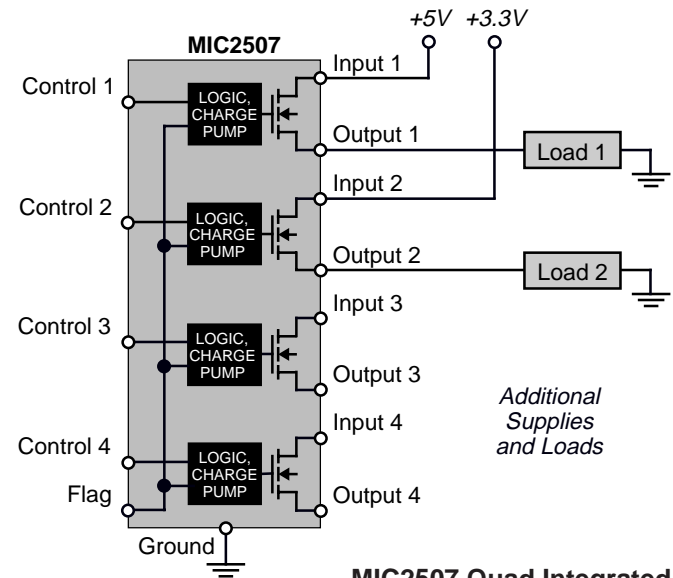 +5V +3.3V
MIC2507
Input 1
Control 1
LOGIC,
CHARGE
PUMP
Output 1
Load 1
Input 2
Control 2
LOGIC,
CHARGE
PUMP
Output 2
Load 2
Input 3
Control 3
LOGIC,
CHARGE
PUMP
Output 3
Additional
Supplies
and Loads
Input 4
Control 4
LOGIC,
CHARGE
PUMP
Flag
Output 4
Ground
MIC2507 Quad Integrated